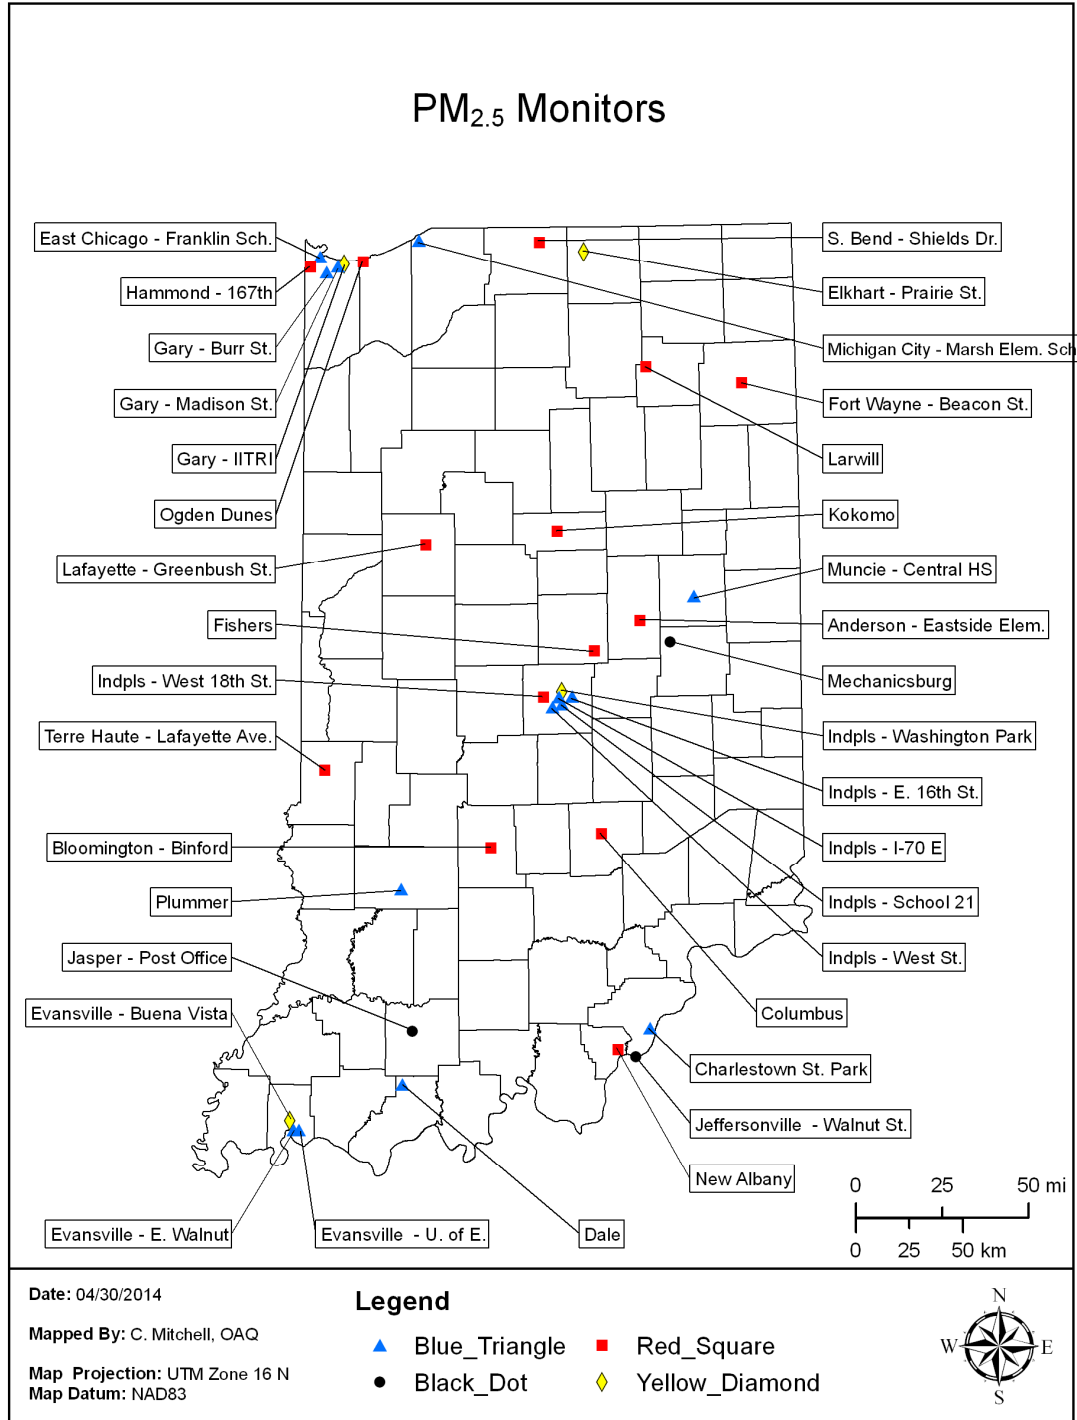 PM2.5 Monitors
East Chicago - Franklin Sch.
Hammond - 167th
Gary - Burr St.
Gary - Madison St.
Gary - IITRI
Ogden Dunes
Lafayette - Greenbush St.
Fishers
Indpls - West 18th St.
Terre Haute - Lafayette Ave.
Bloomington - Binford
Plummer
Jasper - Post Office
Evansville - Buena Vista
Evansville - E. Walnut
Evansville - U. of E.
Dale
S. Bend - Shields Dr.
Elkhart - Prairie St.
Michigan City - Marsh Elem. Sch
Fort Wayne - Beacon St.
Larwill
Kokomo
Muncie - Central HS
Anderson - Eastside Elem.
Mechanicsburg
Indpls - Washington Park
Indpls - E. 16th St.
Indpls - I-70 E
Indpls - School 21
Indpls - West St.
Columbus
Charlestown St. Park
Jeffersonville - Walnut St.
New Albany
0 25 50 mi
0 25 50 km
Date: 04/30/2014
Mapped By: C. Mitchell, OAQ
Map Projection: UTM Zone 16 N
Map Datum: NAD83
Legend
Blue_Triangle
Red_Square
Black_Dot
Yellow_Diamond
N
W E
S